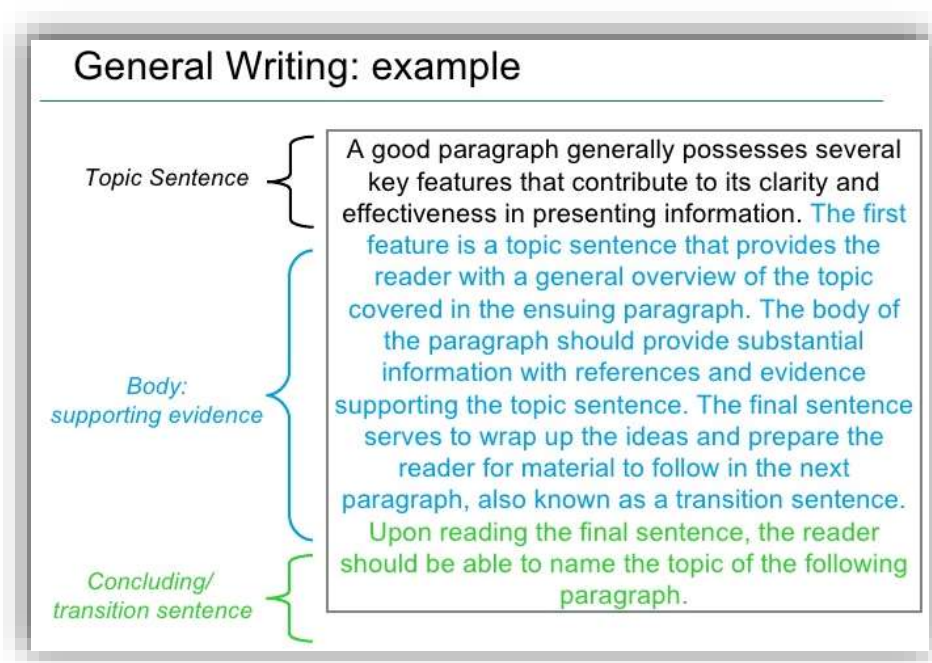 General Writing: example
Topic Sentence
A good paragraph generally possesses several
key features that contribute to its clarity and
effectiveness in presenting information. The first
feature is a topic sentence that provides the
reader with a general overview of the topic
covered in the ensuing paragraph. The body of
the paragraph should provide substantial
information with references and evidence
supporting the topic sentence. The final sentence
serves to wrap up the ideas and prepare the
reader for material to follow in the next
paragraph, also known as a transition sentence.
Upon reading the final sentence, the reader
should be able to name the topic of the following
paragraph.
Body:
supporting evidence
Concluding/
transition sentence